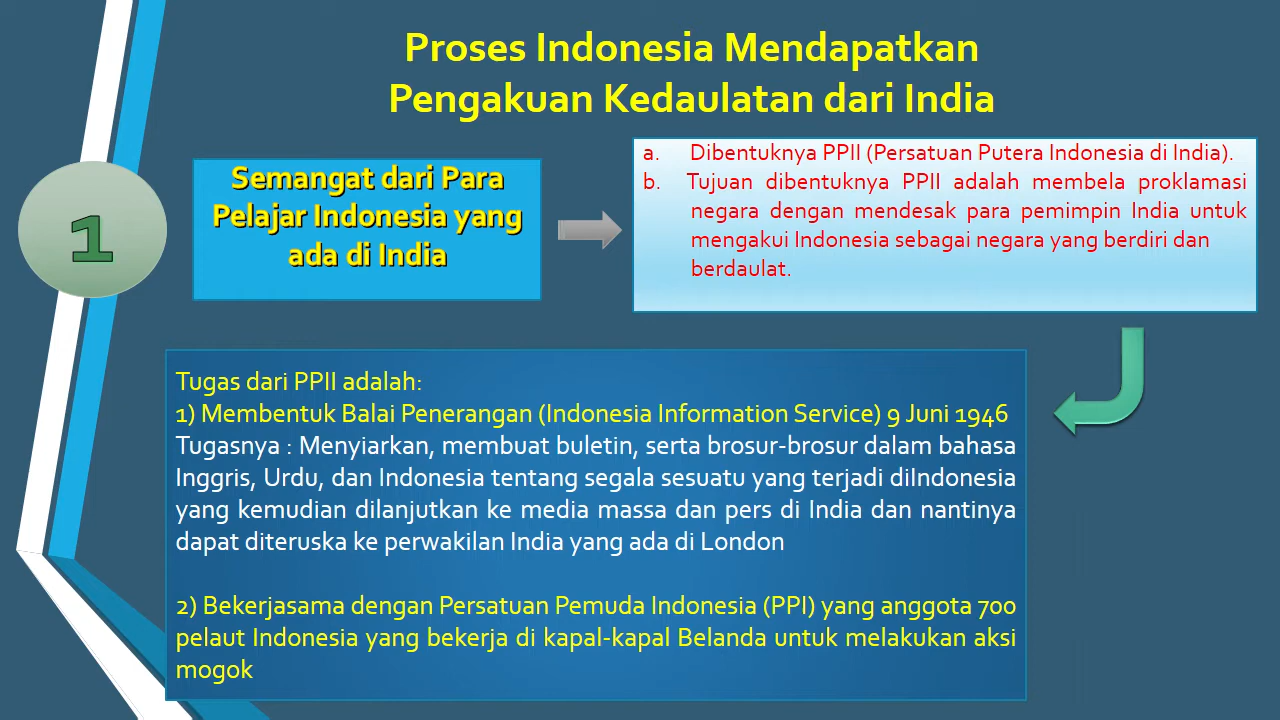 Proses Indonesia Mendapatkan
Pengakuan Kedaulatan dari India
1
Semangat dari Para
Pelajar Indonesia yang
ada di India
a. Dibentuknya PPII (Persatuan Putera Indonesia di India).
b. Tujuan dibentuknya PPII adalah membela proklamasi
negara dengan mendesak para pemimpin India untuk
mengakui Indonesia sebagai negara yang berdiri dan
berdaulat.
Tugas dari PPII adalah:
1) Membentuk Balai Penerangan (Indonesia Information Service) 9 Juni 1946
Tugasnya : Menyiarkan, membuat buletin, serta brosur-brosur dalam bahasa
Inggris, Urdu, dan Indonesia tentang segala sesuatu yang terjadi diIndonesia
yang kemudian dilanjutkan ke media massa dan pers di India dan nantinya
dapat diteruska ke perwakilan India yang ada di London
2) Bekerjasama dengan Persatuan Pemuda Indonesia (PPI) yang anggota 700
pelaut Indonesia yang bekerja di kapal-kapal Belanda untuk melakukan aksi
mogok